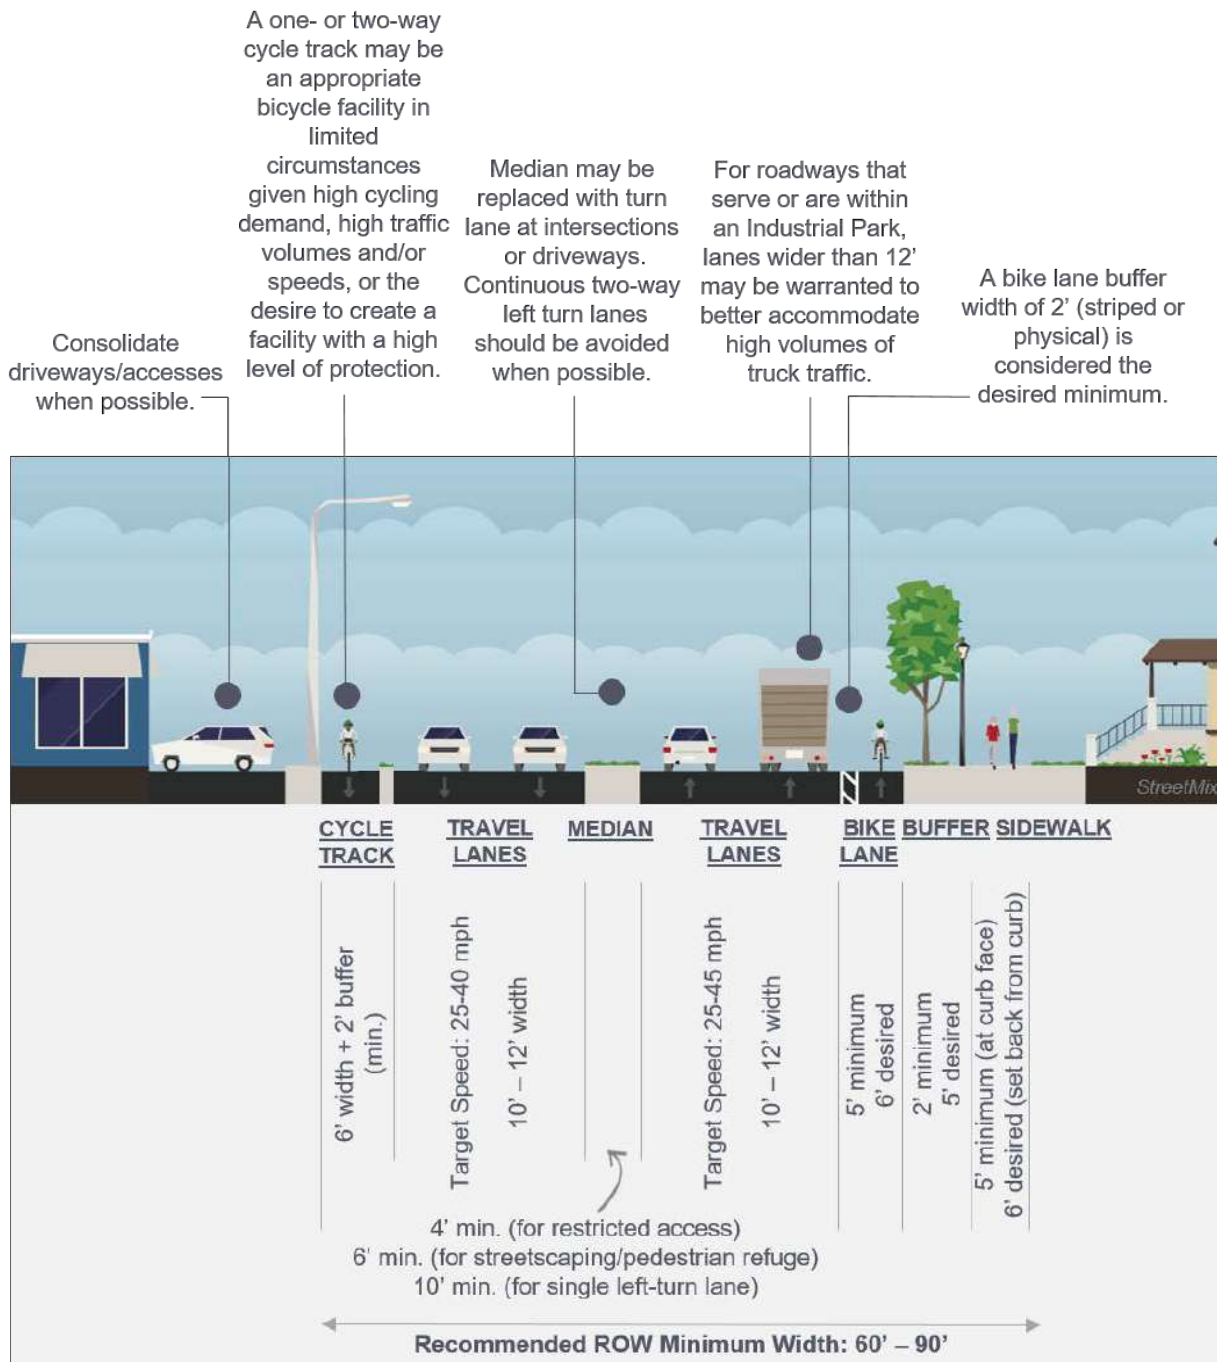 A one- or two-way
cycle track may be
an appropriate
bicycle facility in
limited
circumstances
given high cycling
demand, high traffic
volumes and/or
speeds, or the
desire to create a
facility with a high
level of protection.
Median may be
replaced with turn
lane at intersections
or driveways.
Continuous two-way
left turn lanes
should be avoided
when possible.
For roadways that
serve or are within
an Industrial Park,
lanes wider than 12’
may be warranted to
better accommodate
high volumes of
truck traffic.
A bike lane buffer
width of 2’ (striped or
physical) is
considered the
desired minimum.
Consolidate
driveways/accesses
when possible.
StreetMix
CYCLE
TRACK
TRAVEL
LANES
MEDIAN
TRAVEL
LANES
BIKE
LANE
BUFFER
SIDEWALK
6’ width + 2’ buffer
(min.)
Target Speed: 25-40 mph
10’ – 12’ width
Target Speed: 25-45 mph
10’ – 12’ width
5’ minimum
6’ desired
2’ minimum
5’ desired
5’ minimum (at curb face)
6’ desired (set back from curb)
4’ min. (for restricted access)
6’ min. (for streetscaping/pedestrian refuge)
10’ min. (for single left-turn lane)
Recommended ROW Minimum Width: 60’ – 90’